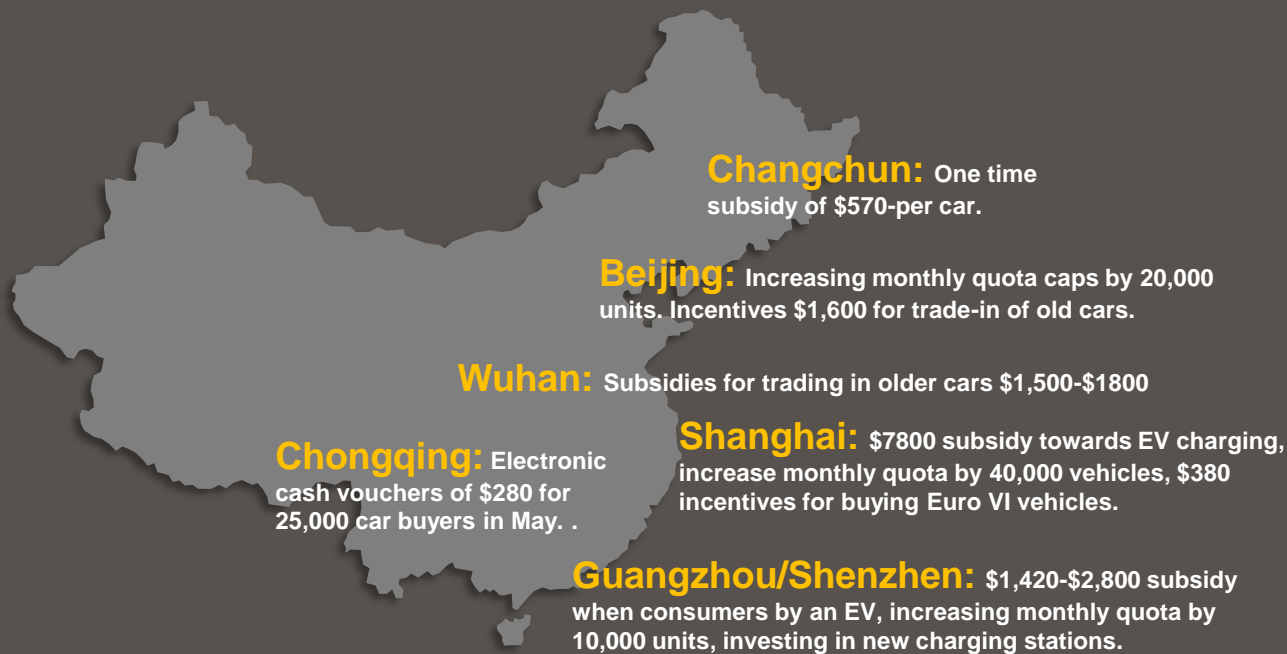 Changchun: One time
subsidy of $570-per car.
Beijing: Increasing monthly quota caps by 20,000
units. Incentives $1,600 for trade-in of old cars.
Wuhan: Subsidies for trading in older cars $1,500-$1800
Shanghai: $7800 subsidy towards EV charging,
increase monthly quota by 40,000 vehicles, $380
incentives for buying Euro VI vehicles.
Chongqing: Electronic
cash vouchers of $280 for
25,000 car buyers in May. .
Guangzhou/Shenzhen: $1,420-$2,800 subsidy
when consumers by an EV, increasing monthly quota by
10,000 units, investing in new charging stations.